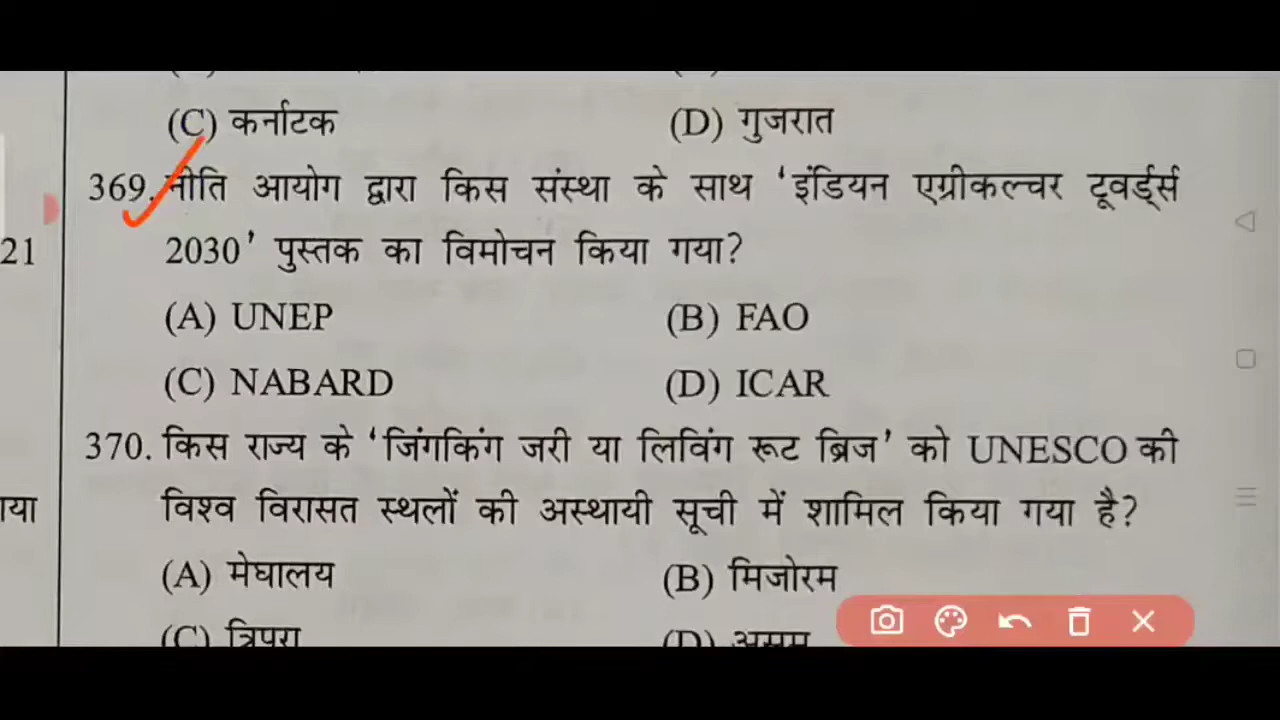 (C) कर्नाटक (D) गुजरात
369. नीति आयोग द्वारा किस संस्था के साथ 'इंडियन एग्रीकल्चर टूवर्ड्स
21 2030' पुस्तक का विमोचन किया गया?
(A) UNEP (B) FAO
(C) NABARD (D) ICAR
370. किस राज्य के 'जिंगकिंग जरी या लिविंग रूट ब्रिज' को UNESCO की
विश्व विरासत स्थलों की अस्थायी सूची में शामिल किया गया है?
(A) मेघालय (B) मिजोरम
(C) त्रिपुरा (D) असम